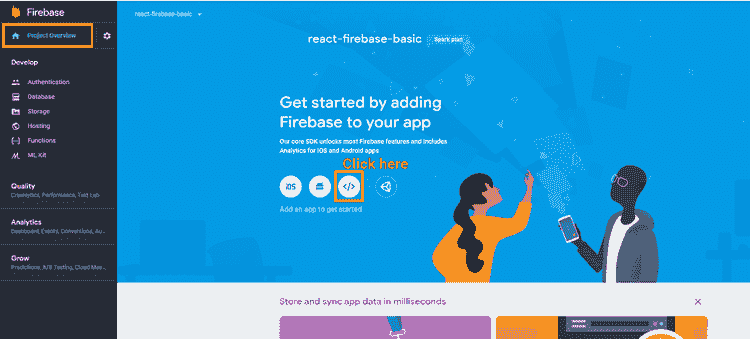 Firebase
react-firebase-basic
Project Overview
react-firebase-basic
Spark plan
Develop
Authentication
Database
Storage
Hosting
Functions
ML Kit
Get started by adding
Firebase to your app
Our core SDK unlocks most Firebase features and includes
Analytics for iOS and Android apps
Click here
iOS
</>
Add an app to get started
Quality
Crashlytics, Performance, Test Lab
Analytics
Dashboard, Events, Conversions, Au...
Grow
Predictions, A/B Testing, Cloud Mes...
Store and sync app data in milliseconds